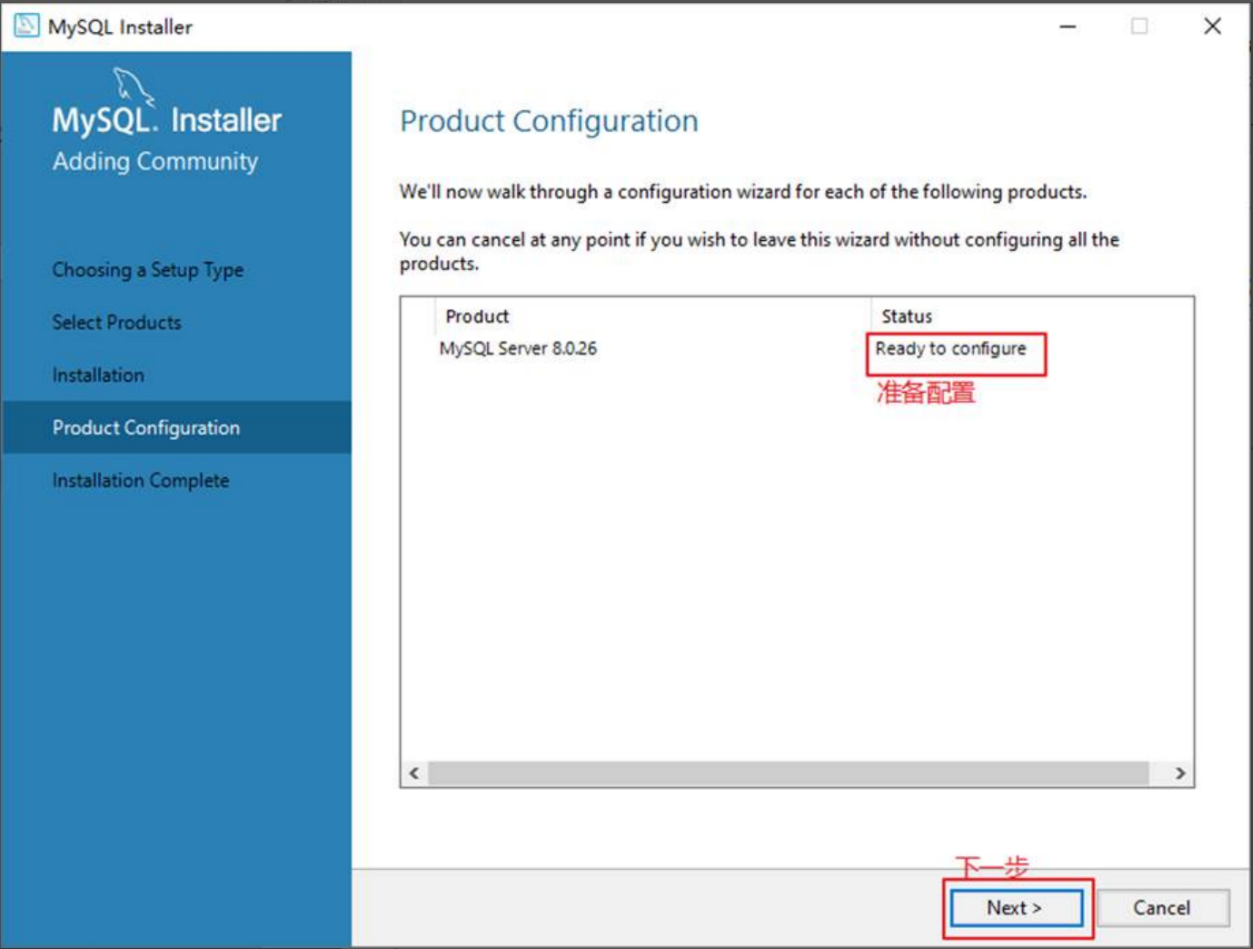 MySQL Installer
MySQL. Installer
Adding Community
Choosing a Setup Type
Select Products
Installation
Product Configuration
Installation Complete
Product Configuration
We'll now walk through a configuration wizard for each of the following products.
You can cancel at any point if you wish to leave this wizard without configuring all the
products.
Product Status
MySQL Server 8.0.26 Ready to configure
准备配置
下一步
Next > Cancel